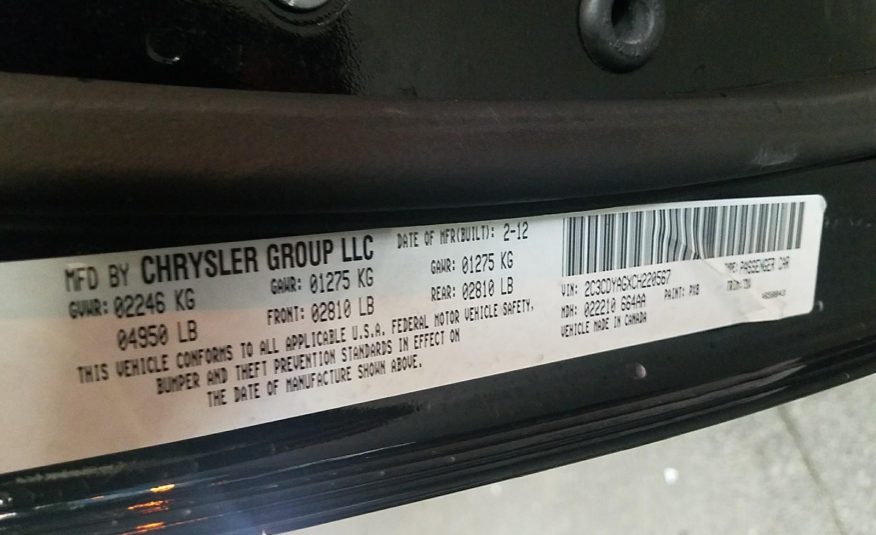 MFD BY CHRYSLER GROUP LLC DATE OF MFR(BUILT): 2-12
GVWR: 02246 KG GAWR: 01275 KG GAWR: 01275 KG
04950 LB FRONT: 02810 LB REAR: 02810 LB
THIS VEHICLE CONFORMS TO ALL APPLICABLE U.S.A. FEDERAL MOTOR VEHICLE SAFETY,
BUMPER AND THEFT PREVENTION STANDARDS IN EFFECT ON
THE DATE OF MANUFACTURE SHOWN ABOVE.
VIN: 2C3CDYAGXCH220567 TYPE: PASSENGER CAR
MDH: 022210 664AA PAINT: PX8 TRIM:
VEHICLE MADE IN CANADA